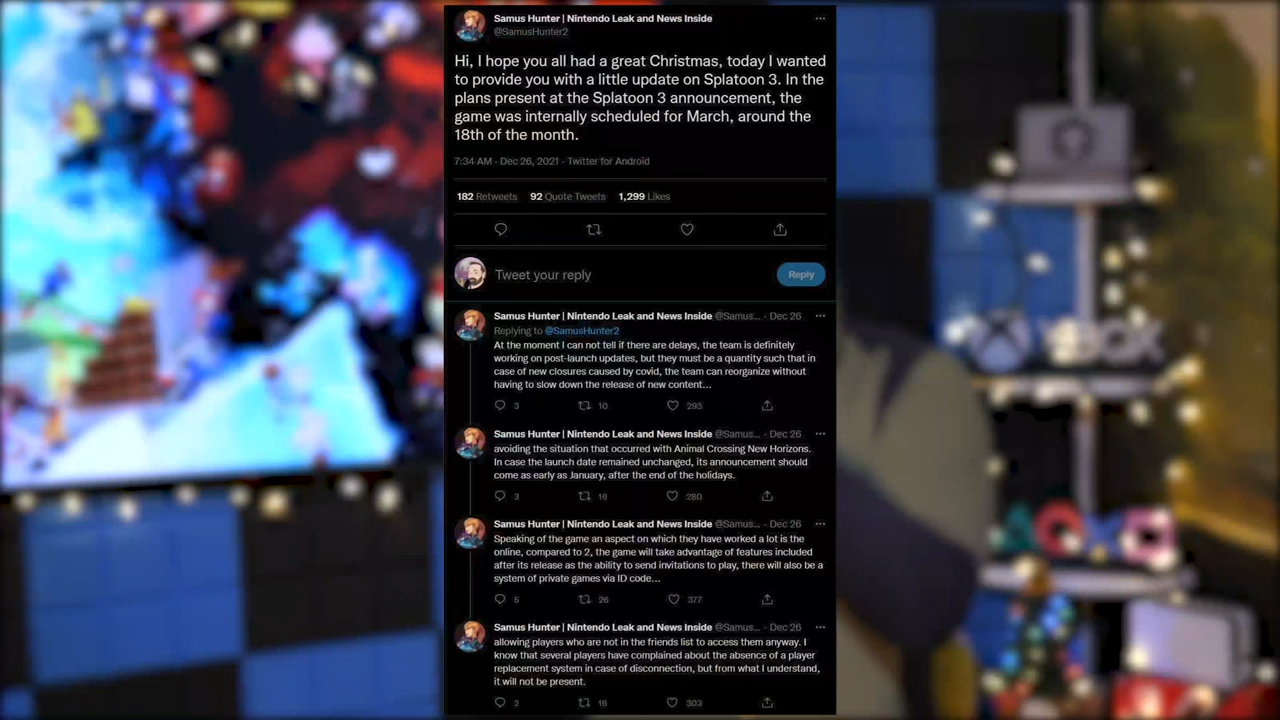 Samus Hunter | Nintendo Leak and News Inside
@SamusHunter2
Hi, I hope you all had a great Christmas, today I wanted
to provide you with a little update on Splatoon 3. In the
plans present at the Splatoon 3 announcement, the
game was internally scheduled for March, around the
18th of the month.
7:34 AM - Dec 26, 2021 - Twitter for Android
182 Retweets 92 Quote Tweets 1,299 Likes
Tweet your reply
Reply
Samus Hunter | Nintendo Leak and News Inside @Samus... · Dec 26
Replying to @SamusHunter2
At the moment I can not tell if there are delays, the team is definitely
working on post-launch updates, but they must be a quantity such that in
case of new closures caused by covid, the team can reorganize without
having to slow down the release of new content...
3 10 293
Samus Hunter | Nintendo Leak and News Inside @Samus... · Dec 26
avoiding the situation that occurred with Animal Crossing New Horizons.
In case the launch date remained unchanged, its announcement should
come as early as January, after the end of the holidays.
3 16 280
Samus Hunter | Nintendo Leak and News Inside @Samus... · Dec 26
Speaking of the game an aspect on which they have worked a lot is the
online, compared to 2, the game will take advantage of features included
after its release as the ability to send invitations to play, there will also be a
system of private games via ID code...
5 26 377
Samus Hunter | Nintendo Leak and News Inside @Samus... · Dec 26
allowing players who are not in the friends list to access them anyway. I
know that several players have complained about the absence of a player
replacement system in case of disconnection, but from what I understand,
it will not be present.
2 16 303